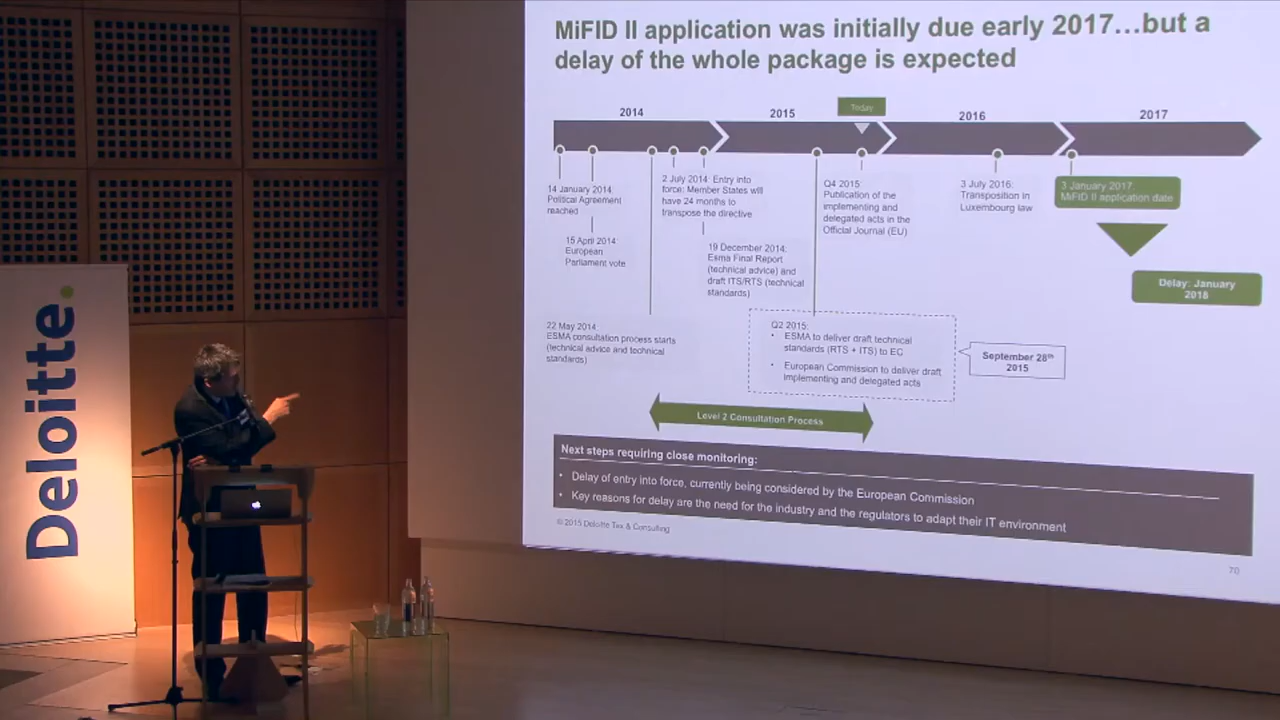 MiFID II application was initially due early 2017...but a
delay of the whole package is expected
Today
2014
2015
2016
2017
14 January 2014:
Political Agreement
reached
15 April 2014:
European
Parliament vote
22 May 2014:
ESMA consultation process starts
(technical advice and technical
standards)
2 July 2014: Entry into
force: Member States will
have 24 months to
transpose the directive
19 December 2014:
Esma Final Report
(technical advice) and
draft ITS/RTS (technical
standards)
Q2 2015:
• ESMA to deliver draft technical
standards (RTS + ITS) to EC
• European Commission to deliver draft
implementing and delegated acts
September 28th
2015
Q4 2015:
Publication of the
implementing and
delegated acts in the
Official Journal (EU)
3 July 2016:
Transposition in
Luxembourg law
3 January 2017:
MiFID II application date
Delay: January
2018
Level 2 Consultation Process
Next steps requiring close monitoring:
• Delay of entry into force, currently being considered by the European Commission
• Key reasons for delay are the need for the industry and the regulators to adapt their IT environment
© 2015 Deloitte Tax & Consulting
70
Deloitte.